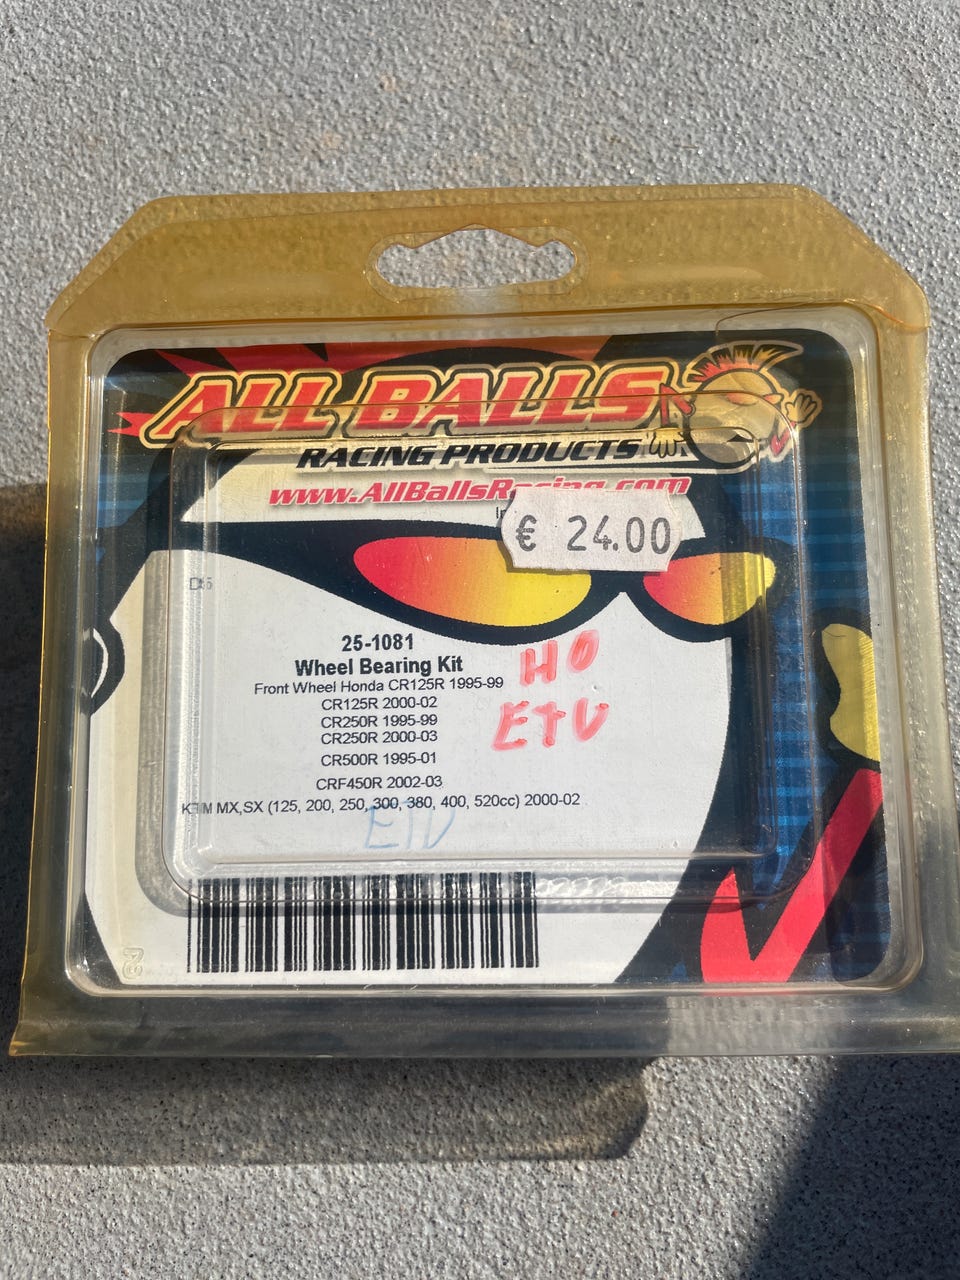 ALL BALLS
RACING PRODUCTS
www.AllBallsRacing.com
€ 24.00
25-1081
Wheel Bearing Kit
Front Wheel Honda CR125R 1995-99
CR125R 2000-02
CR250R 1995-99
CR250R 2000-03
CR500R 1995-01
CRF450R 2002-03
KTM MX,SX (125, 200, 250, 300, 380, 400, 520cc) 2000-02
HO
ETU
ETU